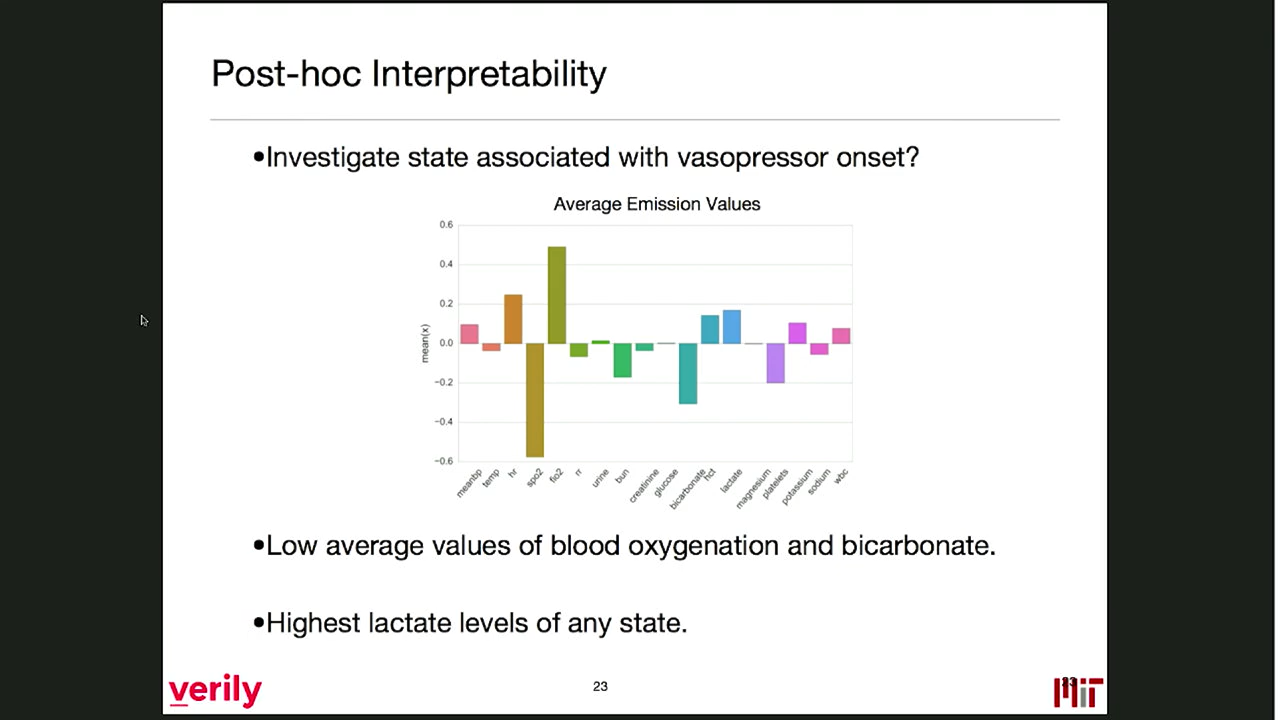 Post-hoc Interpretability
•Investigate state associated with vasopressor onset?
Average Emission Values
0.6
0.4
0.2
0.0
−0.2
−0.4
−0.6
mean(x)
meanbp
temp
hr
spo2
fio2
rr
urine
bun
creatinine
glucose
bicarbonate
hct
lactate
magnesium
platelets
potassium
sodium
wbc
•Low average values of blood oxygenation and bicarbonate.
•Highest lactate levels of any state.
verily
23
23
MIT